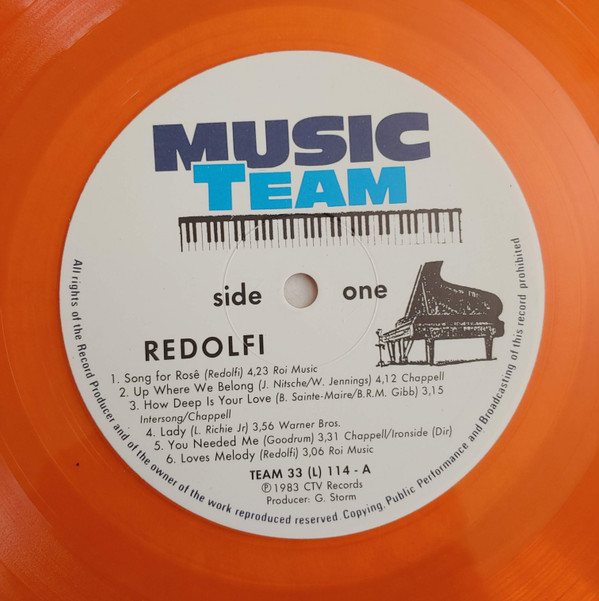 MUSIC
TEAM
side one
REDOLFI
1. Song for Rosè (Redolfi) 4,23 Roi Music
2. Up Where We Belong (J. Nitsche/W. Jennings) 4,12 Chappell
3. How Deep Is Your Love (B. Sainte-Maire/B.R.M. Gibb) 3,15
Intersong/Chappell
4. Lady (L. Richie Jr) 3,56 Warner Bros.
5. You Needed Me (Goodrum) 3,31 Chappell/Ironside (Dir)
6. Loves Melody (Redolfi) 3,06 Roi Music
TEAM 33 (L) 114 - A
℗1983 CTV Records
Producer: G. Storm
All rights of the Record Producer and of the owner of the work reproduced reserved Copying, Public Performance and Broadcasting of this record prohibited